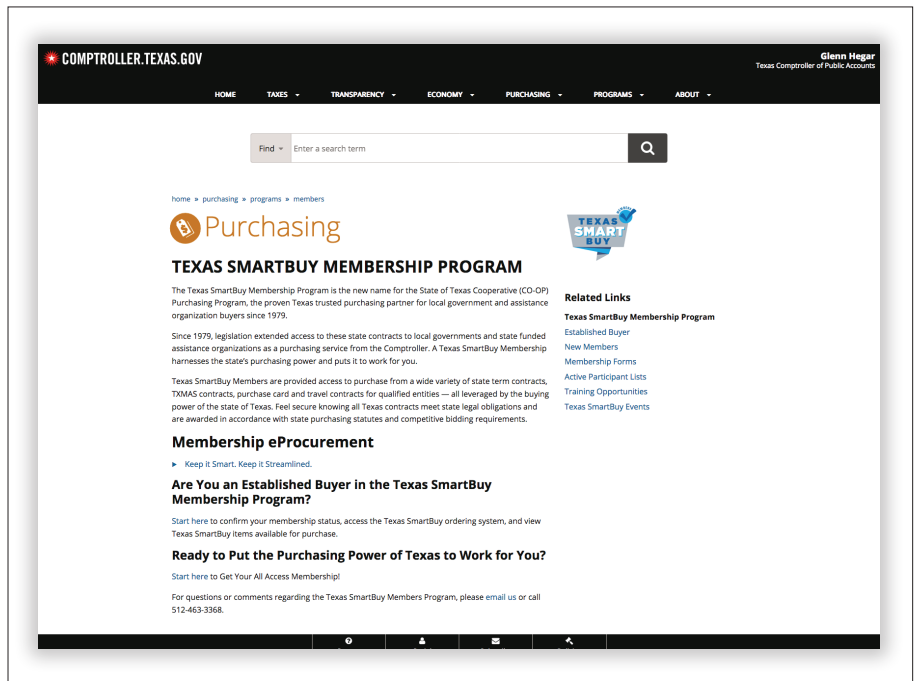 COMPTROLLER.TEXAS.GOV
Glenn Hegar
Texas Comptroller of Public Accounts
HOME TAXES TRANSPARENCY ECONOMY PURCHASING PROGRAMS ABOUT
Find Enter a search term
home » purchasing » programs » members
Purchasing
TEXAS SMARTBUY MEMBERSHIP PROGRAM
The Texas SmartBuy Membership Program is the new name for the State of Texas Cooperative (CO-OP)
Purchasing Program, the proven Texas trusted purchasing partner for local government and assistance
organization buyers since 1979.
Since 1979, legislation extended access to these state contracts to local governments and state funded
assistance organizations as a purchasing service from the Comptroller. A Texas SmartBuy Membership
harnesses the state's purchasing power and puts it to work for you.
Texas SmartBuy Members are provided access to purchase from a wide variety of state term contracts,
TXMAS contracts, purchase card and travel contracts for qualified entities — all leveraged by the buying
power of the state of Texas. Feel secure knowing all Texas contracts meet state legal obligations and
are awarded in accordance with state purchasing statutes and competitive bidding requirements.
Membership eProcurement
Keep it Smart. Keep it Streamlined.
Are You an Established Buyer in the Texas SmartBuy
Membership Program?
Start here to confirm your membership status, access the Texas SmartBuy ordering system, and view
Texas SmartBuy items available for purchase.
Ready to Put the Purchasing Power of Texas to Work for You?
Start here to Get Your All Access Membership!
For questions or comments regarding the Texas SmartBuy Members Program, please email us or call
512-463-3368.
TEXAS
SMART
BUY
Related Links
Texas SmartBuy Membership Program
Established Buyer
New Members
Membership Forms
Active Participant Lists
Training Opportunities
Texas SmartBuy Events